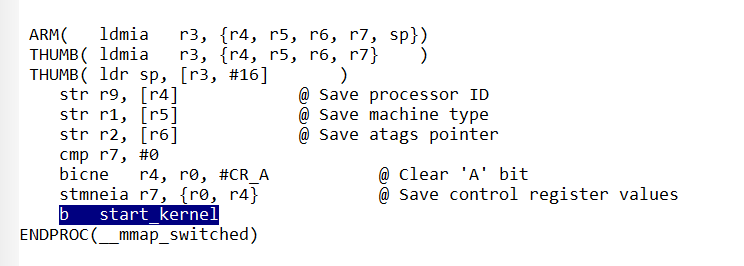 ARM(   ldmia   r3, {r4, r5, r6, r7, sp})
THUMB( ldmia   r3, {r4, r5, r6, r7}    )
THUMB( ldr sp, [r3, #16]       )
str r9, [r4]            @ Save processor ID
str r1, [r5]            @ Save machine type
str r2, [r6]            @ Save atags pointer
cmp r7, #0
bicne   r4, r0, #CR_A           @ Clear 'A' bit
stmneia r7, {r0, r4}            @ Save control register values
b   start_kernel
ENDPROC(__mmap_switched)